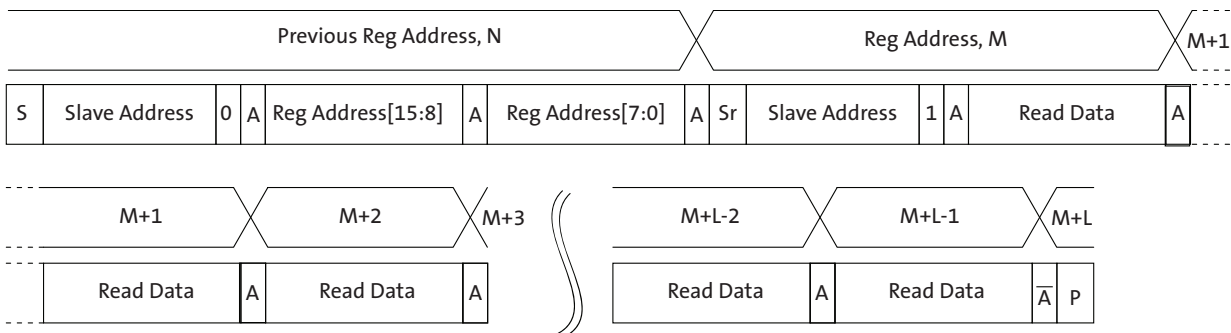 Previous Reg Address, N Reg Address, M M+1
S Slave Address 0 A Reg Address[15:8] A Reg Address[7:0] A Sr Slave Address 1 A Read Data A
M+1 M+2 M+3 M+L-2 M+L-1 M+L
Read Data A Read Data A Read Data A Read Data A̅ P